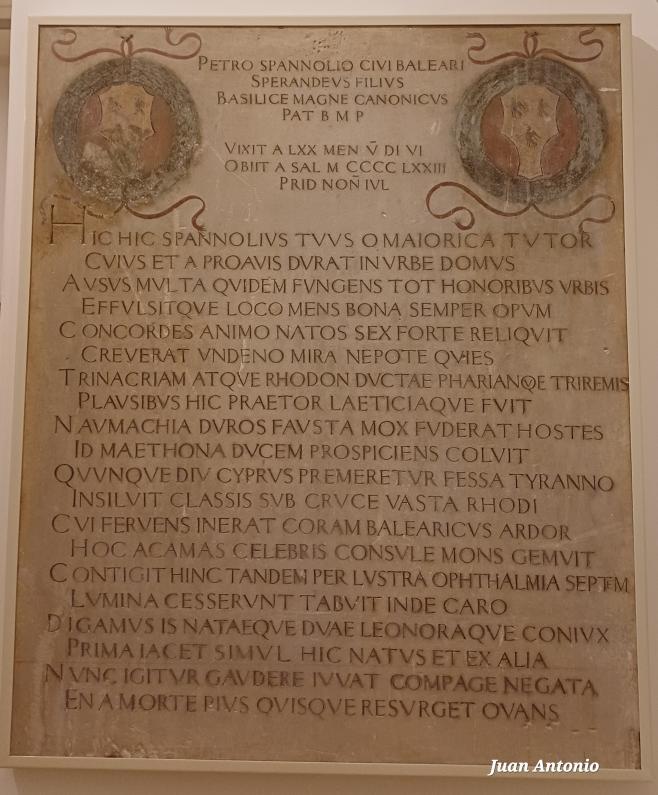 PETRO SPANNOLIO CIVI BALEARI
SPERANDEVS FILIVS
BASILICE MAGNE CANONICVS
PAT B M P
VIXIT A LXX MEN V̄ DI VI
OBIIT A SAL M CCCC LXXIII
PRID NON̄ IVL
HIC HIC SPANNOLIVS TVVS O MAIORICA TVTOR
CVIVS ET A PROAVIS DVRAT IN VRBE DOMVS
AVSVS MVLTA QVIDEM FVNGENS TOT HONORIBVS VRBIS
EFFVLSITQVE LOCO MENS BONA SEMPER OPVM
CONCORDES ANIMO NATOS SEX FORTE RELIQVIT
CREVERAT VNDENO MIRA NEPOTE QVIES
TRINACRIAM ATQVE RHODON DVCTAE PHARIANQE TRIREMIS
PLAVSIBVS HIC PRAETOR LAETICIAQVE FVIT
NAVMACHIA DVROS FAVSTA MOX FVDERAT HOSTES
ID MAETHONA DVCEM PROSPICIENS COLVIT
QVVNQVE DIV CYPRVS PREMERETVR FESSA TYRANNO
INSILVIT CLASSIS SVB CRVCE VASTA RHODI
CVI FERVENS INERAT CORAM BALEARICVS ARDOR
HOC ACAMAS CELEBRIS CONSVLE MONS GEMVIT
CONTIGIT HINC TANDEM PER LVSTRA OPHTHALMIA SEPTEM
LVMINA CESSERVNT TABVIT INDE CARO
DIGAMVS IS NATAEQVE DVAE LEONORAQVE CONIVX
PRIMA IACET SIMVL HIC NATVS ET EX ALIA
NVNC IGITVR GAVDERE IVVAT COMPAGE NEGATA
EN A MORTE PIVS QVISQVE RESVRGET OVANS
Juan Antonio